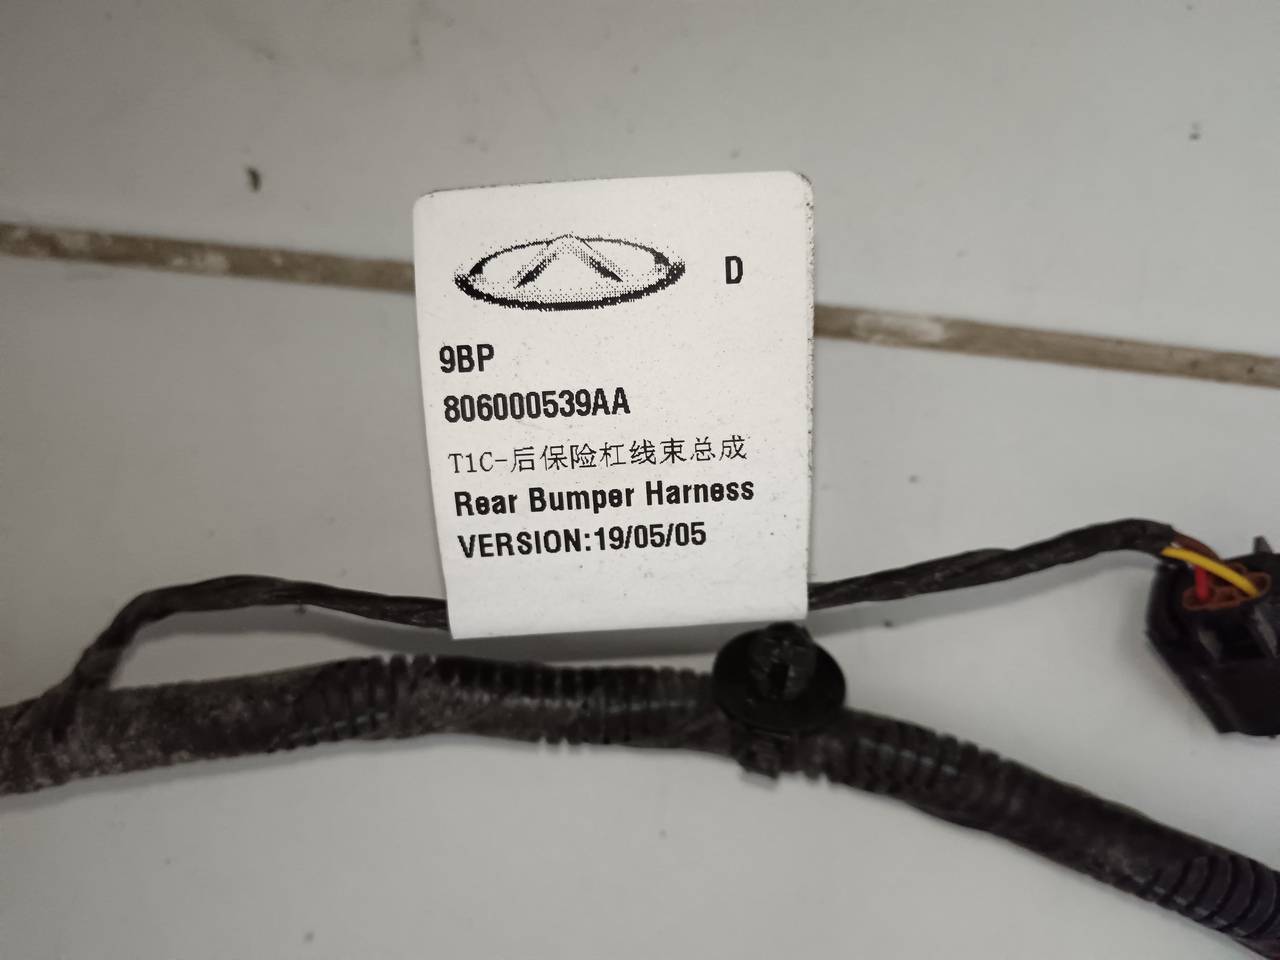 D
9BP
806000539AA
T1C-后保险杠线束总成
Rear Bumper Harness
VERSION:19/05/05